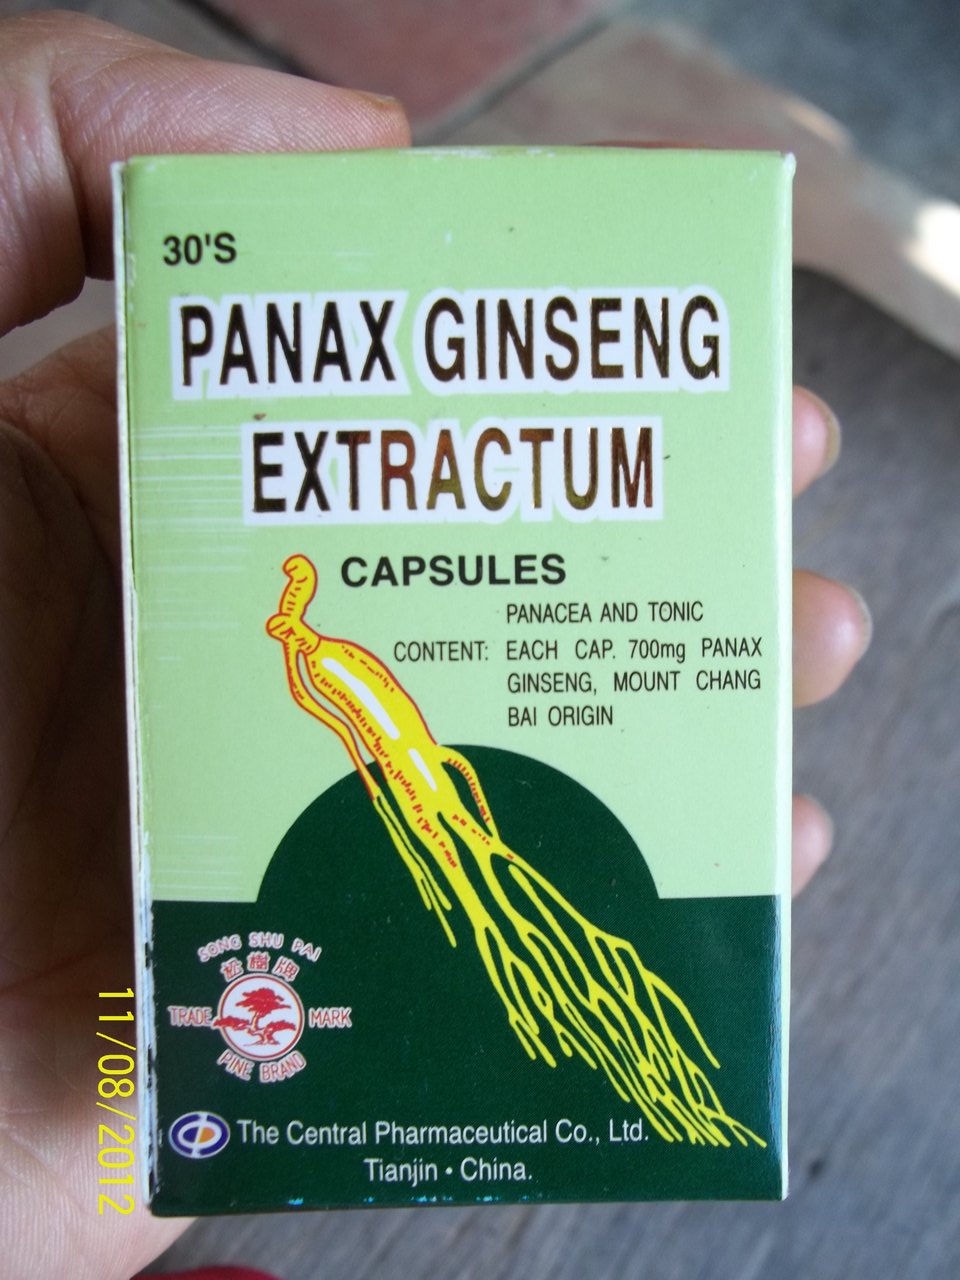 30'S
PANAX GINSENG
EXTRACTUM
CAPSULES
PANACEA AND TONIC
CONTENT: EACH CAP. 700mg PANAX
GINSENG, MOUNT CHANG
BAI ORIGIN
SONG SHU PAI
松樹牌
TRADE MARK
PINE BRAND
The Central Pharmaceutical Co., Ltd.
Tianjin • China.
11/08/2012